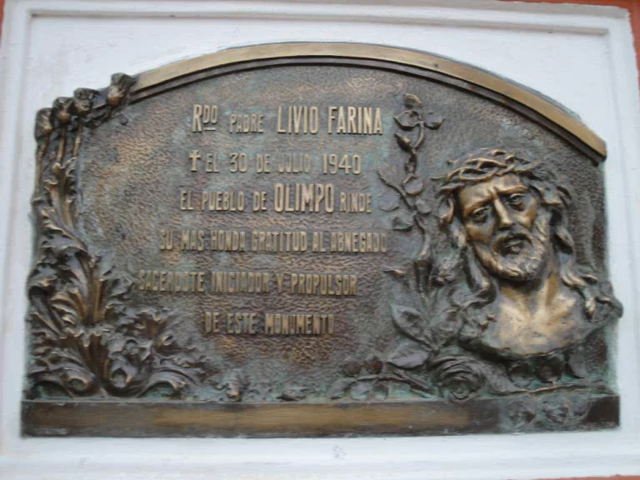 RDO PADRE LIVIO FARINA
✝ EL 30 DE JULIO 1940
EL PUEBLO DE OLIMPO RINDE
SU MAS HONDA GRATITUD AL ABNEGADO
SACERDOTE INICIADOR Y PROPULSOR
DE ESTE MONUMENTO